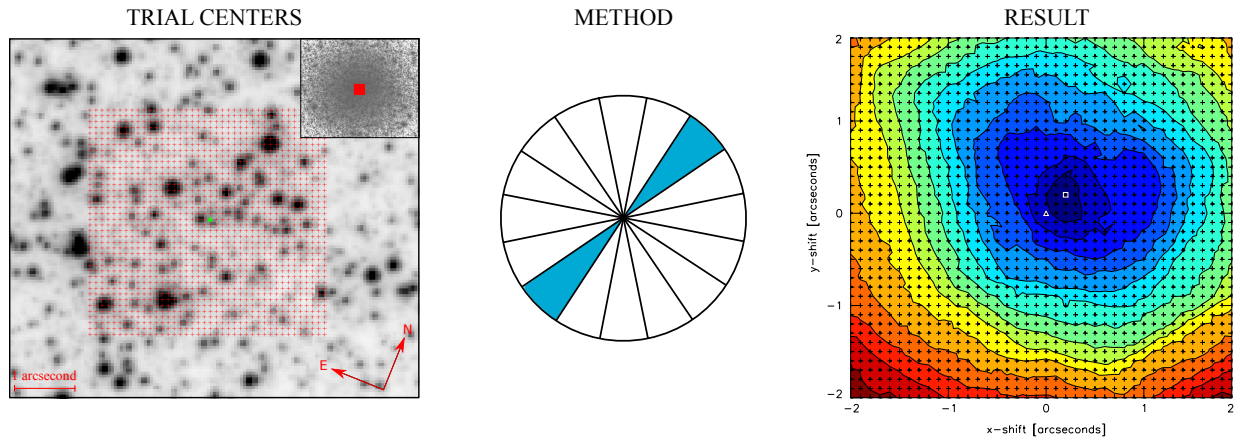 TRIAL CENTERS
METHOD
RESULT
N
E
1 arcsecond
2
1
0
-1
-2
y-shift [arcseconds]
-2
-1
0
1
2
x-shift [arcseconds]